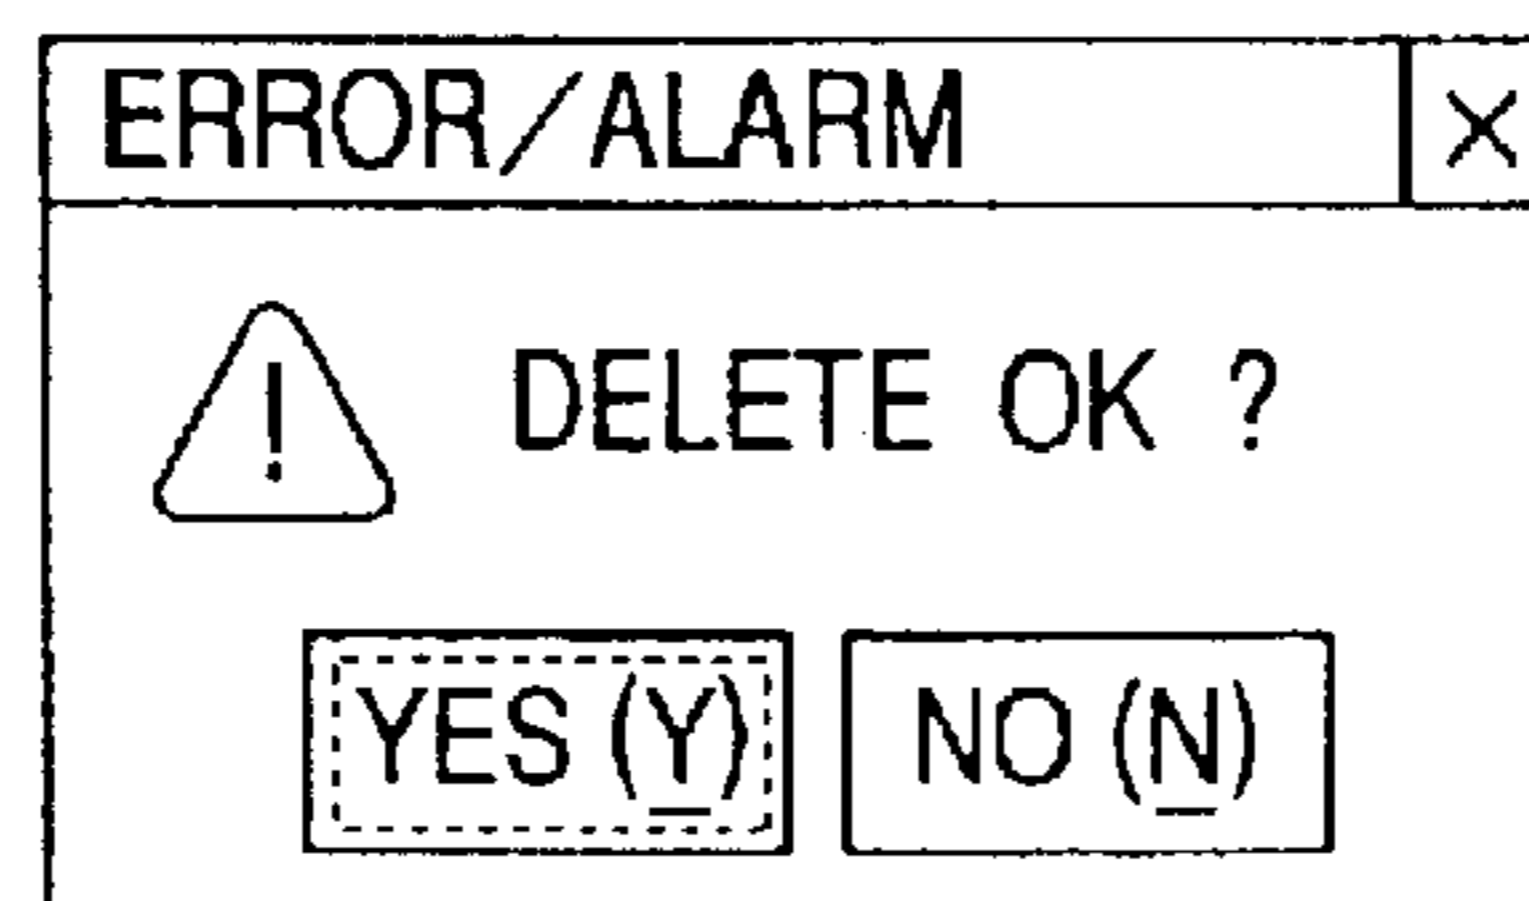 ERROR/ALARM ×
! DELETE OK ?
YES (Y) NO (N)